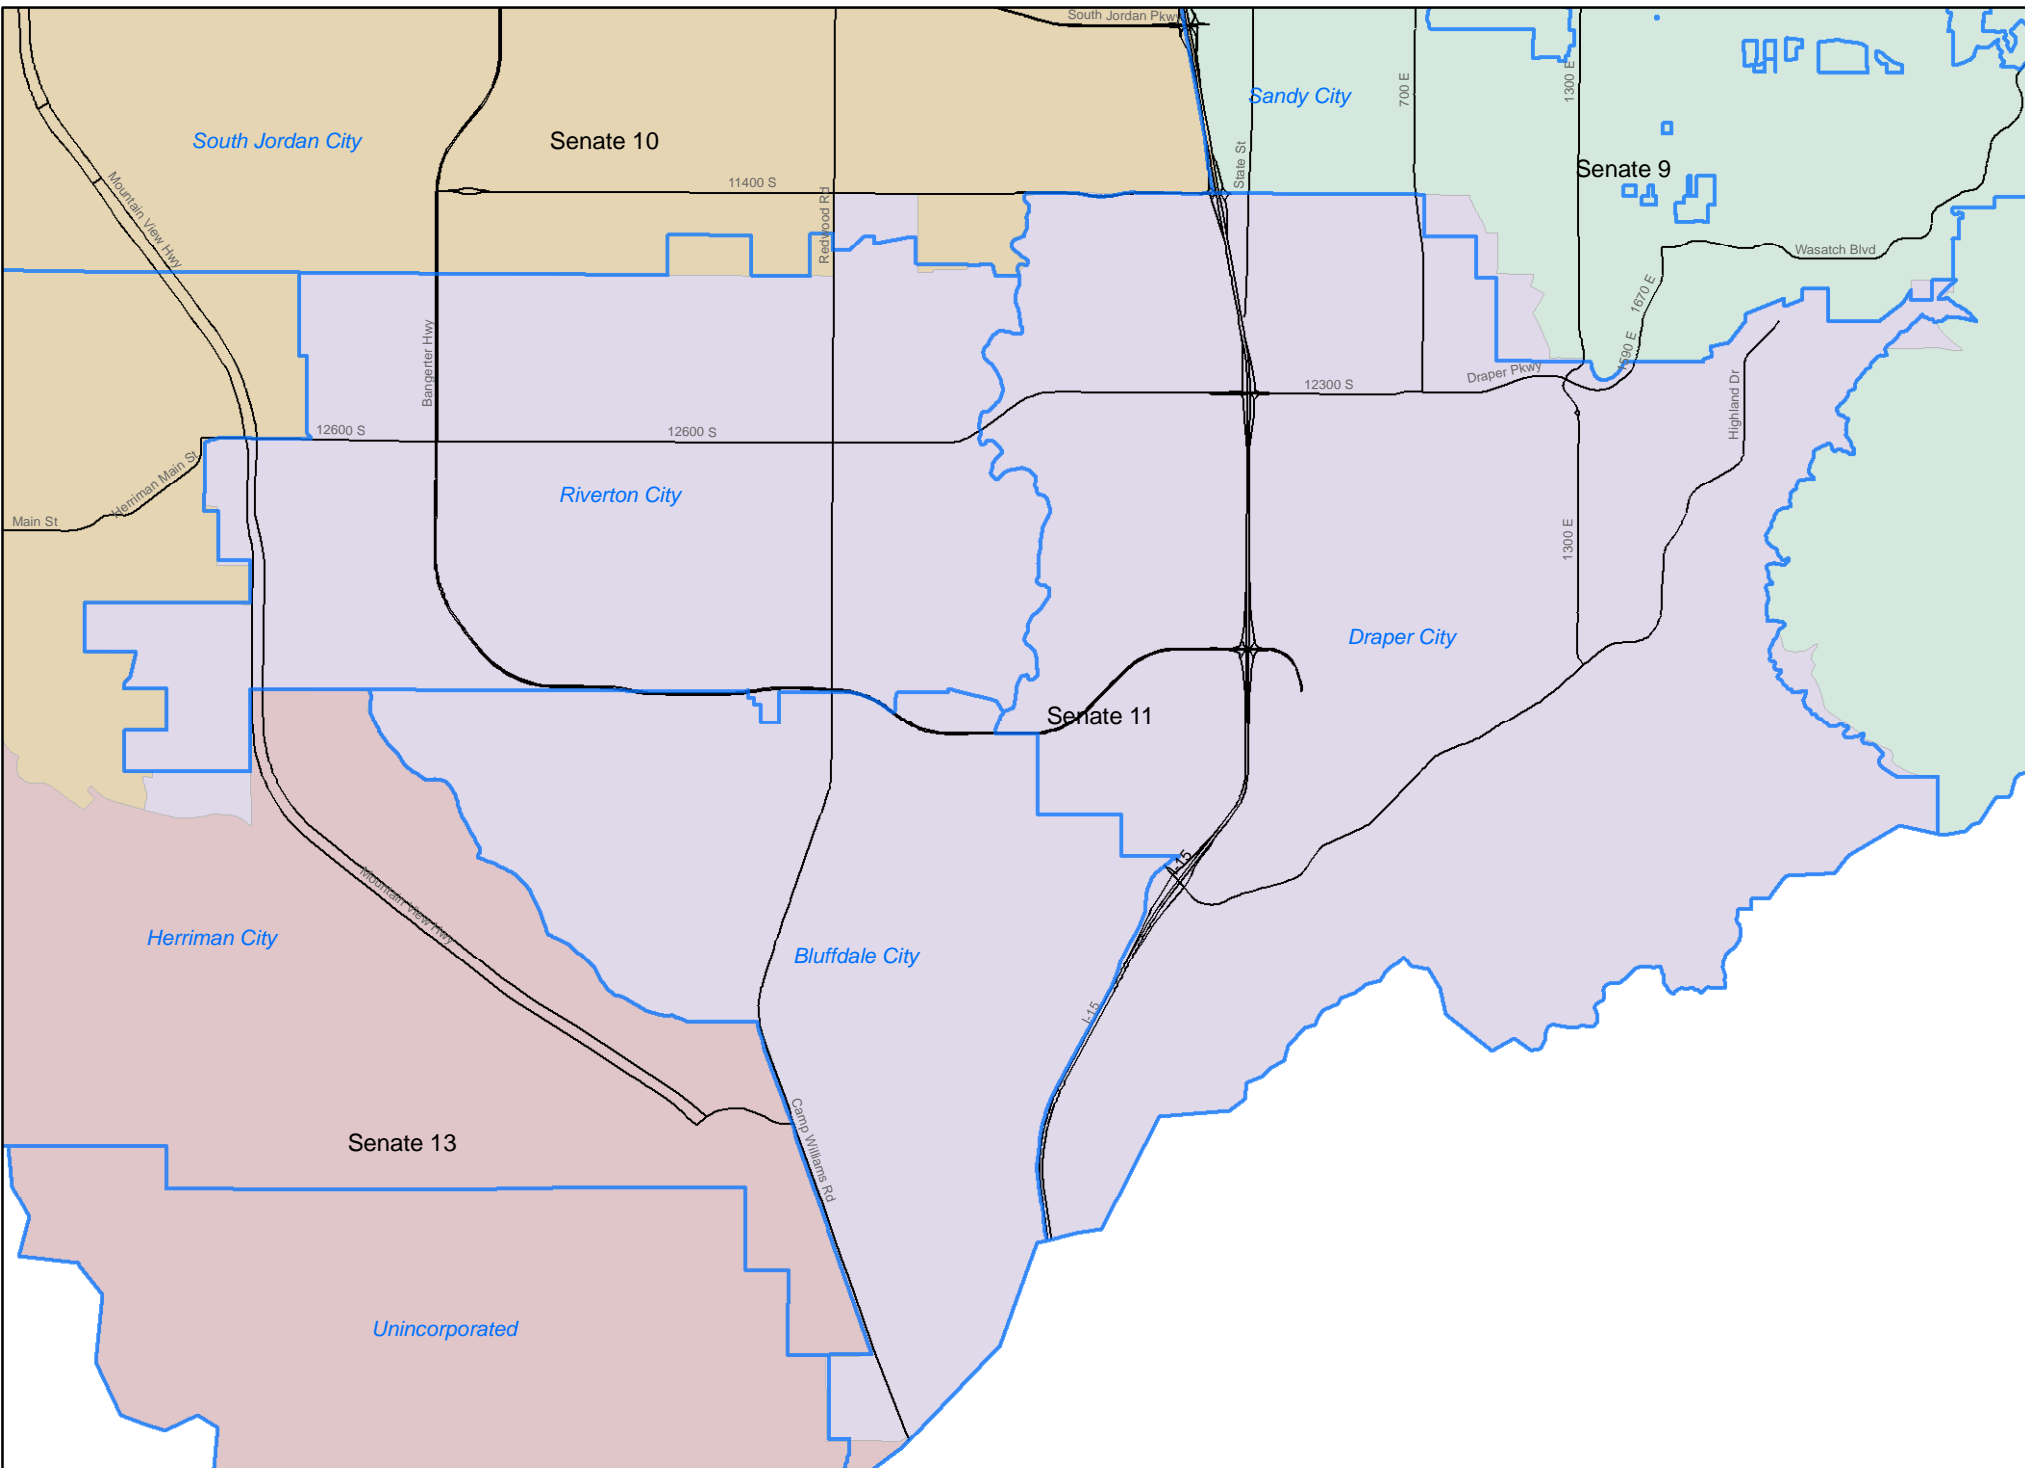 South Jordan Pkwy
Sandy City
700 E
1300 E
South Jordan City
Senate 10
State St
Senate 9
11400 S
Mountain View Hwy
Redwood Rd
Wasatch Blvd
1670 E
Bangerter Hwy
1590 E
Draper Pkwy
12300 S
Highland Dr
12600 S
12600 S
Herriman Main St
Riverton City
Main St
1300 E
Draper City
Senate 11
I-15
Mountain View Hwy
Herriman City
Bluffdale City
I-15
Senate 13
Camp Williams Rd
Unincorporated